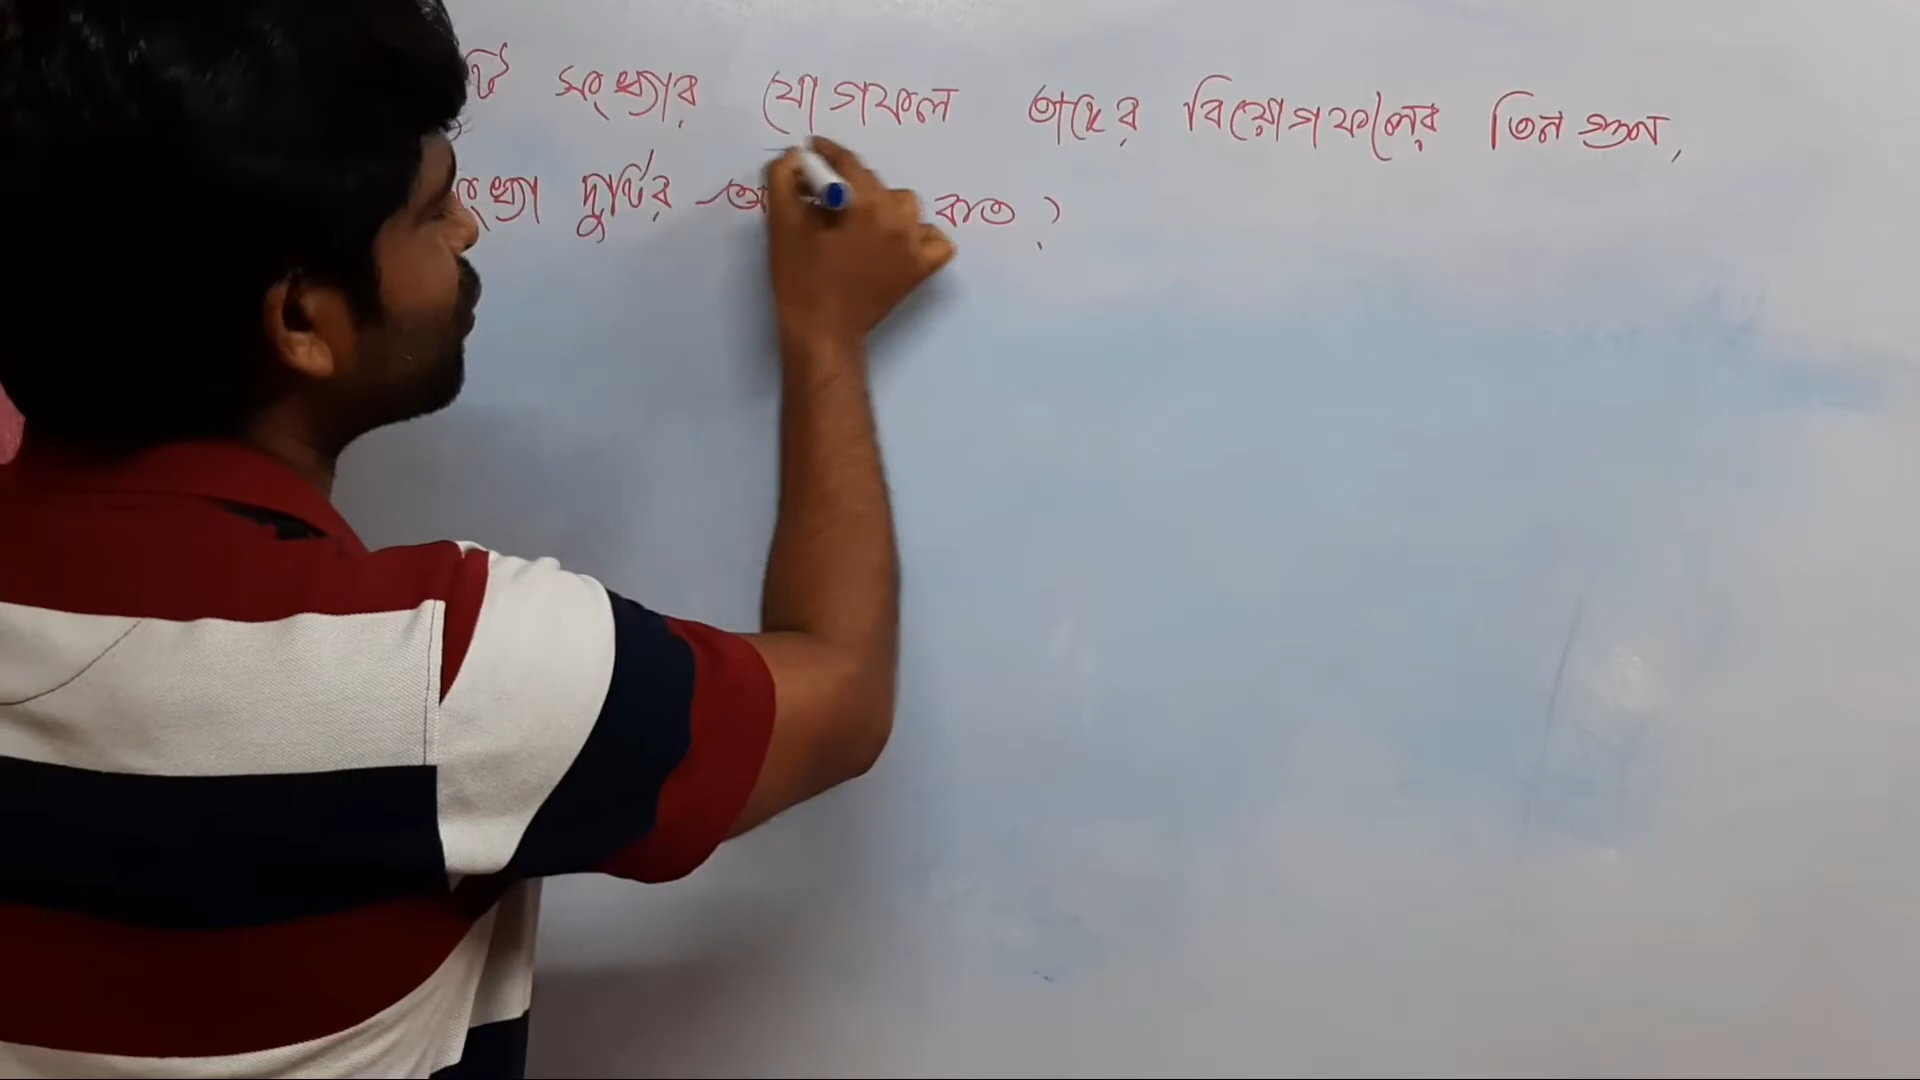 টি সংখ্যার যোগফল তাদের বিয়োগফলের তিন গুন,
সংখ্যা দুটির কত ?